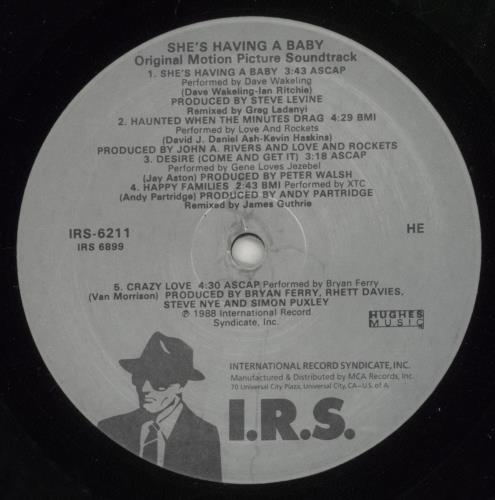 SHE'S HAVING A BABY
Original Motion Picture Soundtrack
1. SHE'S HAVING A BABY 3:43 ASCAP
Performed by Dave Wakeling
(Dave Wakeling-Ian Ritchie)
PRODUCED BY STEVE LEVINE
Remixed by Greg Ladanyi
2. HAUNTED WHEN THE MINUTES DRAG 4:29 BMI
Performed by Love And Rockets
(David J. Daniel Ash-Kevin Haskins)
PRODUCED BY JOHN A. RIVERS AND LOVE AND ROCKETS
3. DESIRE (COME AND GET IT) 3:18 ASCAP
Performed by Gene Loves Jezebel
(Jay Aston) PRODUCED BY PETER WALSH
4. HAPPY FAMILIES 2:43 BMI Performed by XTC
(Andy Partridge) PRODUCED BY ANDY PARTRIDGE
Remixed by James Guthrie
IRS-6211
IRS 6899
HE
5. CRAZY LOVE 4:30 ASCAP Performed by Bryan Ferry
(Van Morrison) PRODUCED BY BRYAN FERRY, RHETT DAVIES,
STEVE NYE AND SIMON PUXLEY
℗ 1988 International Record
Syndicate, Inc.
HUGHES
MUSIC
INTERNATIONAL RECORD SYNDICATE, INC.
Manufactured & Distributed by MCA Records, Inc.
70 Universal City Plaza, Universal City, CA–U.S. of A.
I.R.S.